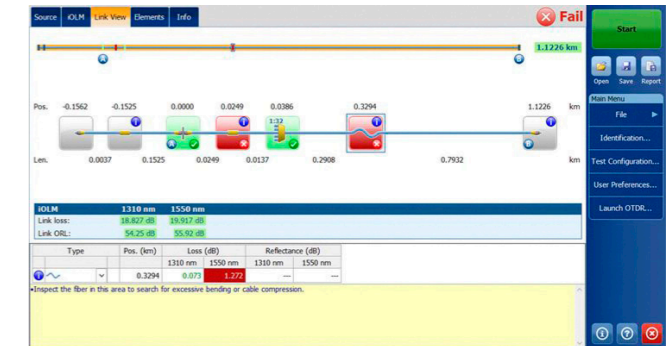 Source iOLM Link View Elements Info
Fail
Start
1.1226 km
A
B
Open Save Report
Main Menu
File
Identification...
Test Configuration...
User Preferences...
Launch OTDR...
Pos. -0.1562 -0.1525 0.0000 0.0249 0.0386 0.3294 1.1226 km
1:32
A
B
Len. 0.0037 0.1525 0.0249 0.0137 0.2908 0.7932 km
iOLM 1310 nm 1550 nm
Link loss: 18.827 dB 19.917 dB
Link ORL: 54.25 dB 55.92 dB
Type Pos. (km) Loss (dB) Reflectance (dB)
1310 nm 1550 nm 1310 nm 1550 nm
0.3294 0.073 1.272 --- ---
•Inspect the fiber in this area to search for excessive bending or cable compression.